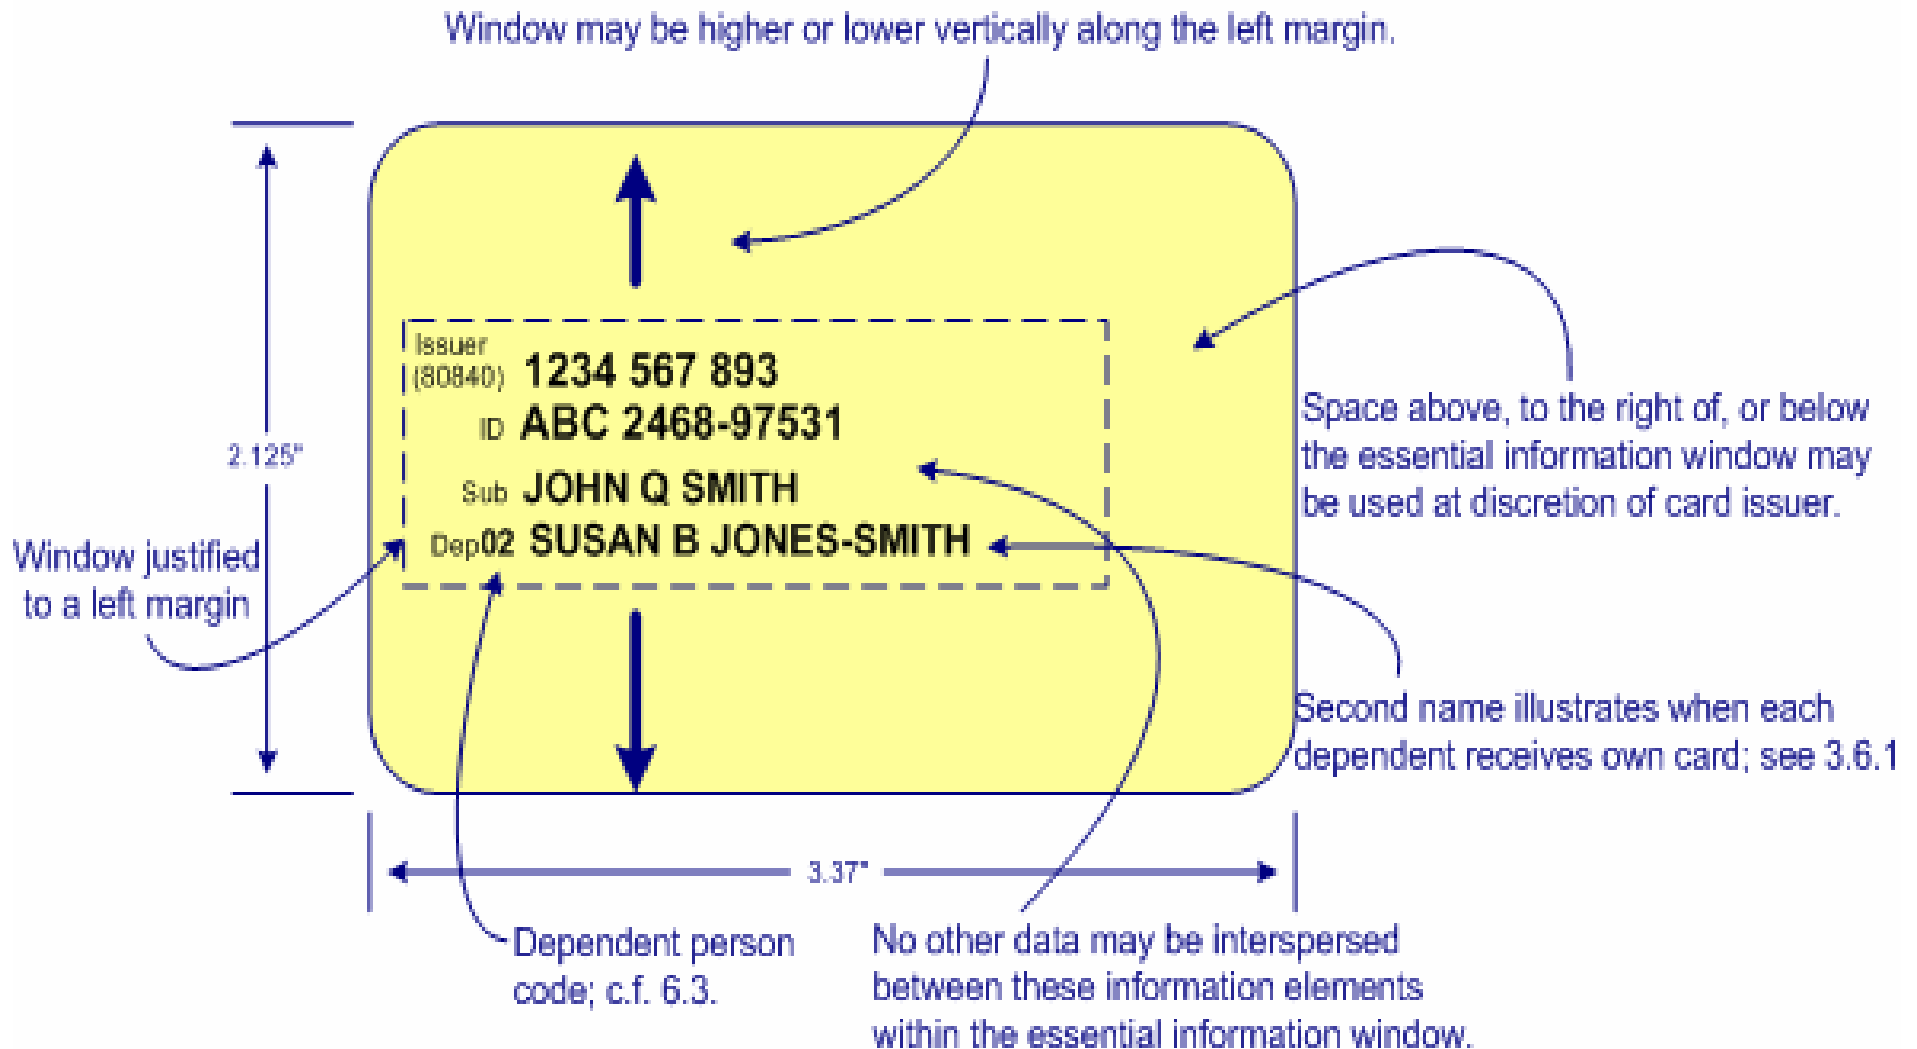 Window may be higher or lower vertically along the left margin.
Issuer
(80840) 1234 567 893
ID ABC 2468-97531
Sub JOHN Q SMITH
Dep02 SUSAN B JONES-SMITH
2.125"
Window justified
to a left margin
Space above, to the right of, or below
the essential information window may
be used at discretion of card issuer.
Second name illustrates when each
dependent receives own card; see 3.6.1
3.37"
Dependent person
code; c.f. 6.3.
No other data may be interspersed
between these information elements
within the essential information window.